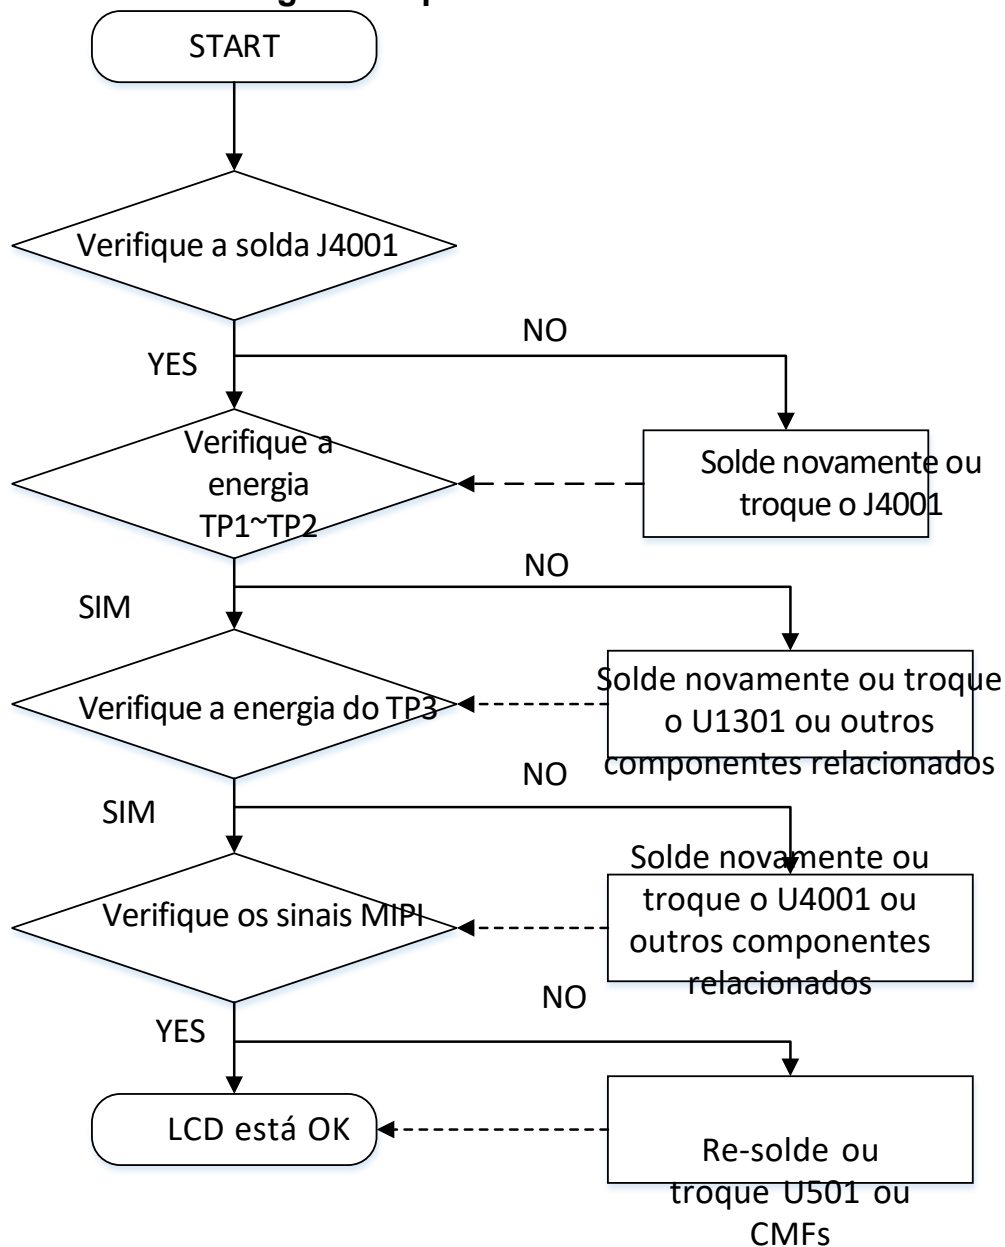 START
Verifique a solda J4001
NO
YES
Verifique a
energia
TP1~TP2
Solde novamente ou
troque o J4001
NO
SIM
Verifique a energia do TP3
Solde novamente ou troque
o U1301 ou outros
componentes relacionados
NO
SIM
Verifique os sinais MIPI
Solde novamente ou
troque o U4001 ou
outros componentes
relacionados
NO
YES
LCD está OK
Re-solde ou
troque U501 ou
CMFs